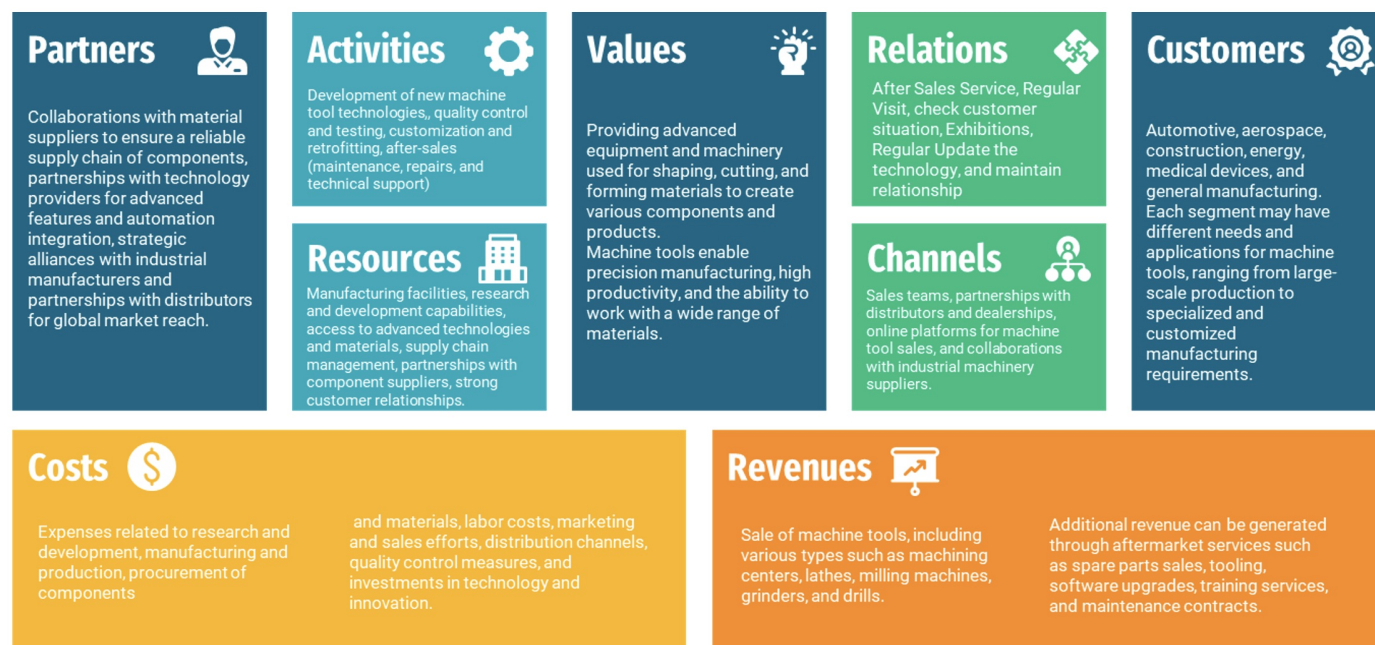 Partners
Collaborations with material
suppliers to ensure a reliable
supply chain of components,
partnerships with technology
providers for advanced
features and automation
integration, strategic
alliances with industrial
manufacturers and
partnerships with distributors
for global market reach.
Activities
Development of new machine
tool technologies,, quality control
and testing, customization and
retrofitting, after-sales
(maintenance, repairs, and
technical support)
Resources
Manufacturing facilities, research
and development capabilities,
access to advanced technologies
and materials, supply chain
management, partnerships with
component suppliers, strong
customer relationships.
Values
Providing advanced
equipment and machinery
used for shaping, cutting, and
forming materials to create
various components and
products.
Machine tools enable
precision manufacturing, high
productivity, and the ability to
work with a wide range of
materials.
Relations
After Sales Service, Regular
Visit, check customer
situation, Exhibitions,
Regular Update the
technology, and maintain
relationship
Channels
Sales teams, partnerships with
distributors and dealerships,
online platforms for machine
tool sales, and collaborations
with industrial machinery
suppliers.
Customers
Automotive, aerospace,
construction, energy,
medical devices, and
general manufacturing.
Each segment may have
different needs and
applications for machine
tools, ranging from large-
scale production to
specialized and
customized
manufacturing
requirements.
Costs
$
Expenses related to research and
development, manufacturing and
production, procurement of
components
and materials, labor costs, marketing
and sales efforts, distribution channels,
quality control measures, and
investments in technology and
innovation.
Revenues
Sale of machine tools, including
various types such as machining
centers, lathes, milling machines,
grinders, and drills.
Additional revenue can be generated
through aftermarket services such
as spare parts sales, tooling,
software upgrades, training services,
and maintenance contracts.